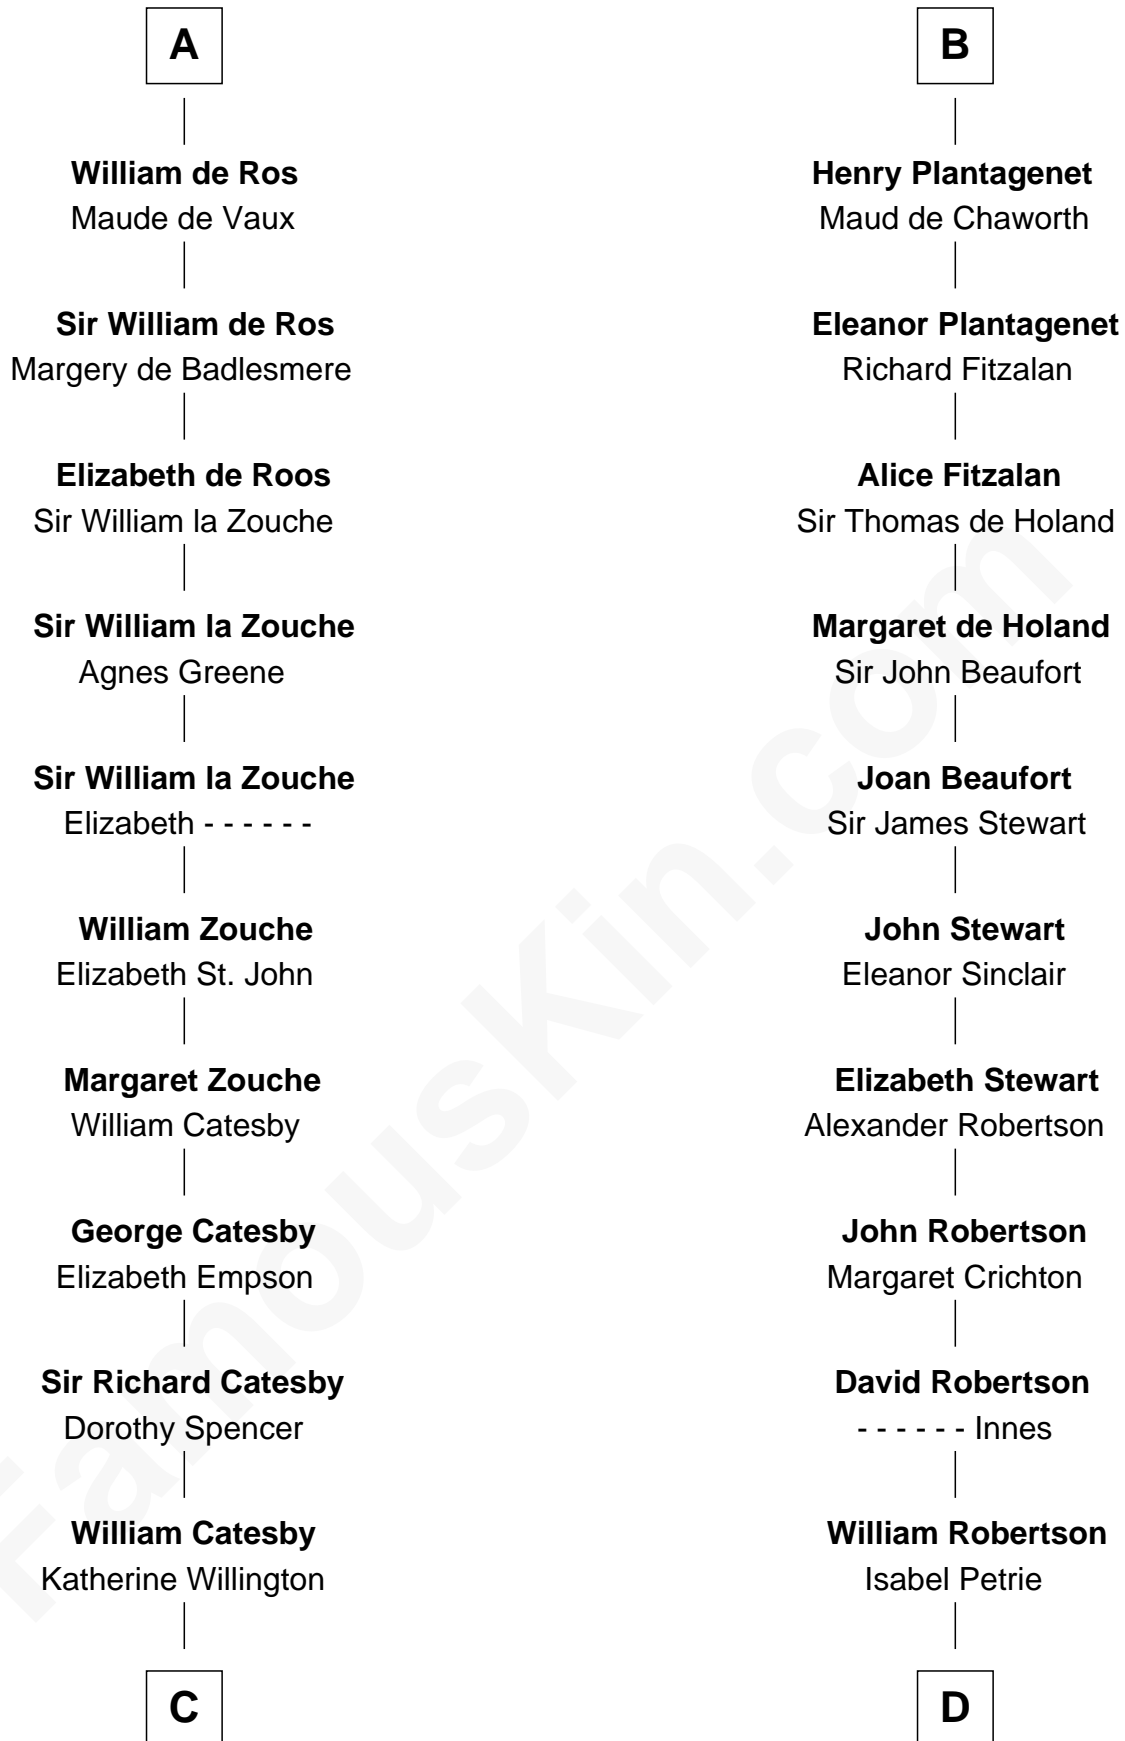 A
William de Ros
Maude de Vaux
Sir William de Ros
Margery de Badlesmere
Elizabeth de Roos
Sir William la Zouche
Sir William la Zouche
Agnes Greene
Sir William la Zouche
Elizabeth - - - - - -
William Zouche
Elizabeth St. John
Margaret Zouche
William Catesby
George Catesby
Elizabeth Empson
Sir Richard Catesby
Dorothy Spencer
William Catesby
Katherine Willington
C
B
Henry Plantagenet
Maud de Chaworth
Eleanor Plantagenet
Richard Fitzalan
Alice Fitzalan
Sir Thomas de Holand
Margaret de Holand
Sir John Beaufort
Joan Beaufort
Sir James Stewart
John Stewart
Eleanor Sinclair
Elizabeth Stewart
Alexander Robertson
John Robertson
Margaret Crichton
David Robertson
- - - - - - Innes
William Robertson
Isabel Petrie
D
FamousKin.com